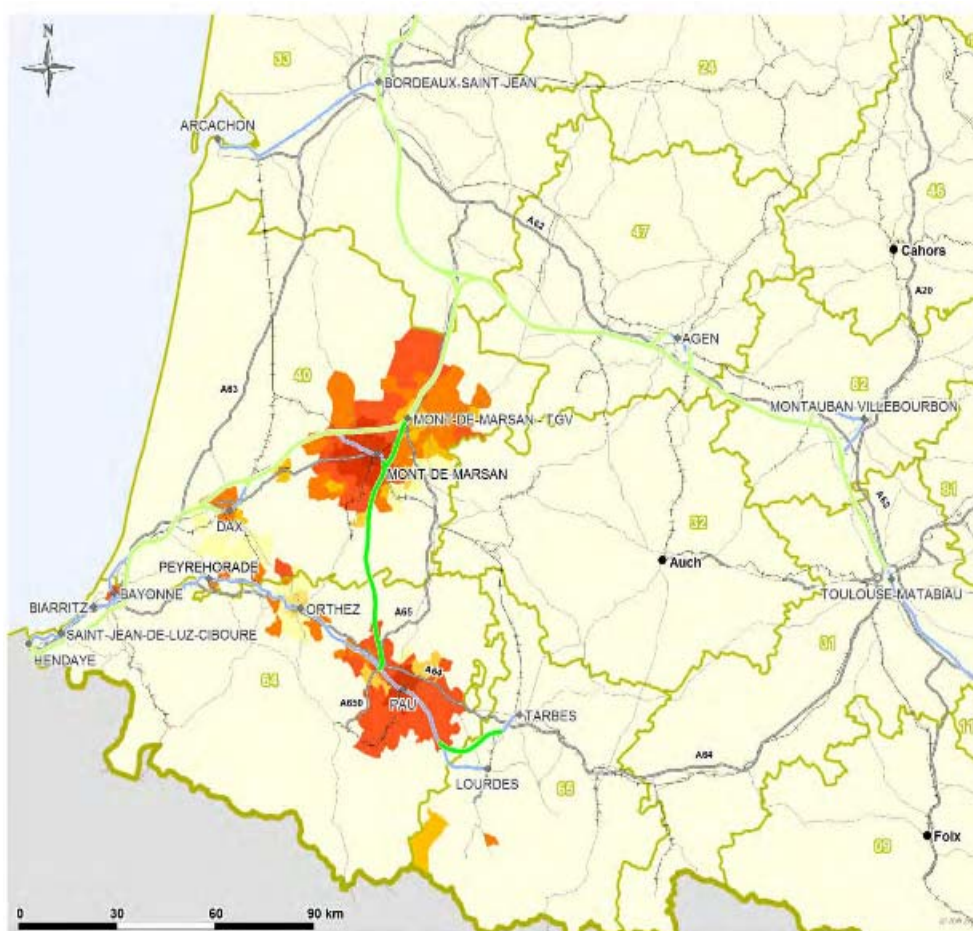 N
33
24
BORDEAUX-SAINT-JEAN
ARCACHON
46
A62
47
Cahors
A20
AGEN
A63
40
82
MONTAUBAN-VILLEBOURBON
MONT-DE-MARSAN - TGV
MONT-DE-MARSAN
81
32
DAX
Auch
PEYREHORADE
TOULOUSE-MATABIAU
BAYONNE
BIARRITZ
ORTHEZ
A65
SAINT-JEAN-DE-LUZ-CIBOURE
31
HENDAYE
64
A64
A650
PAU
TARBES
11
A64
LOURDES
65
Foix
09
0 30 60 90 km